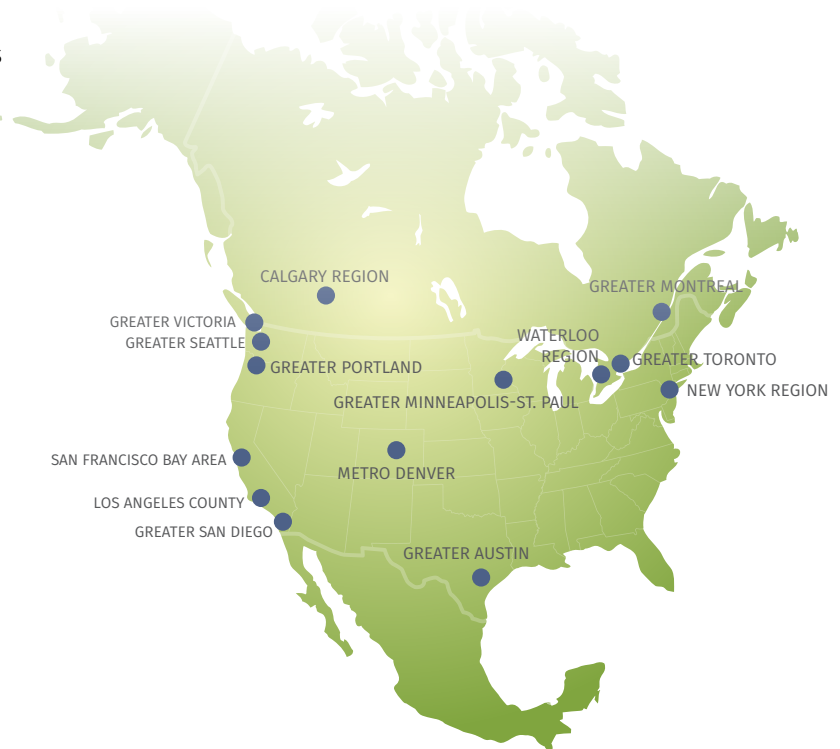 s
CALGARY REGION
GREATER MONTREAL
GREATER VICTORIA
GREATER SEATTLE
WATERLOO
REGION
GREATER TORONTO
GREATER PORTLAND
NEW YORK REGION
GREATER MINNEAPOLIS-ST. PAUL
SAN FRANCISCO BAY AREA
METRO DENVER
LOS ANGELES COUNTY
GREATER SAN DIEGO
GREATER AUSTIN